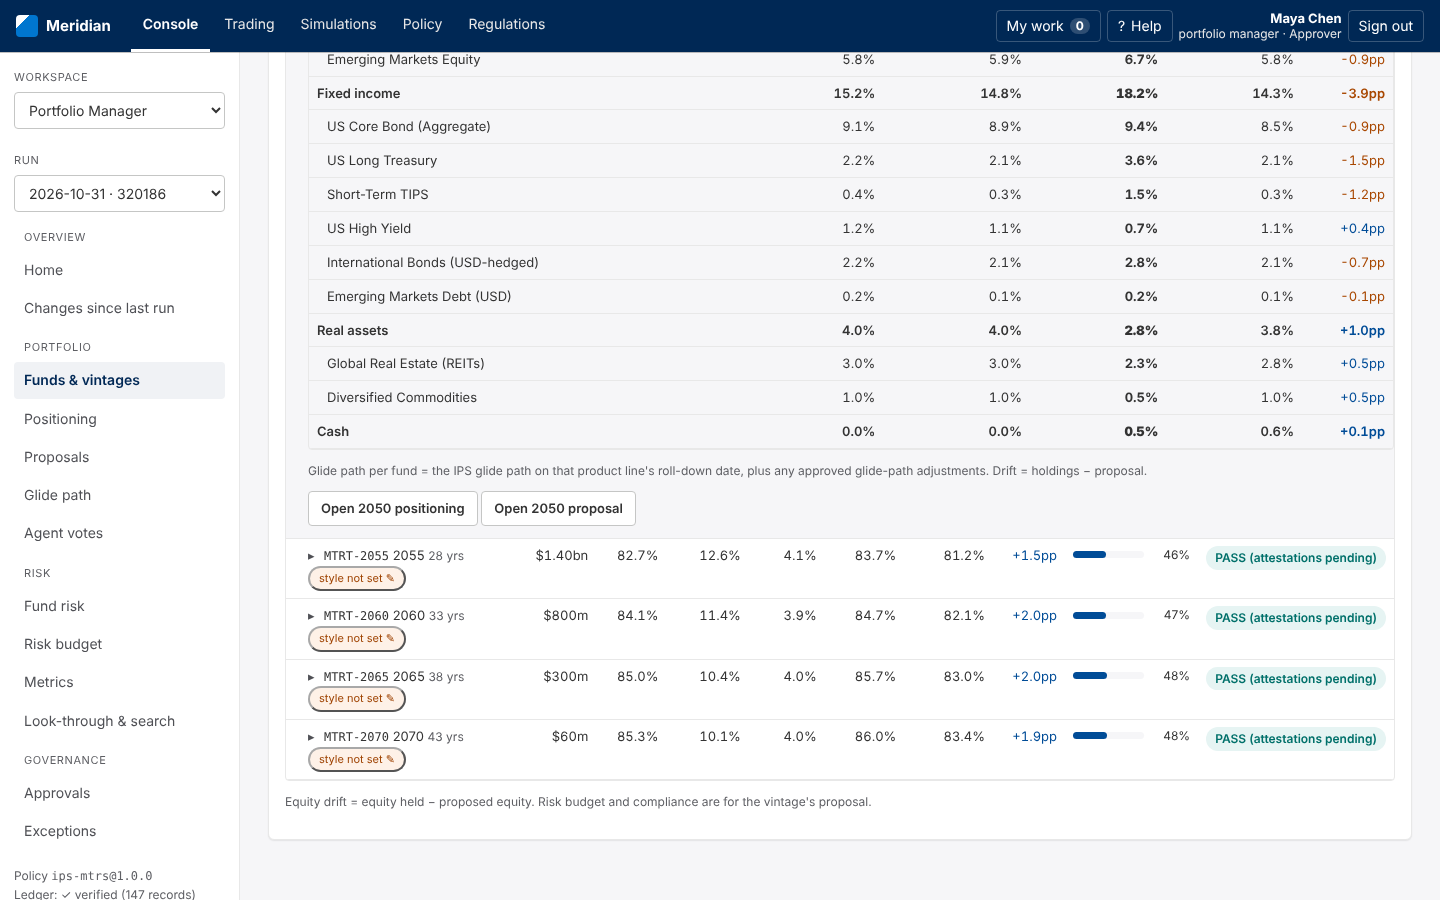 Meridian Console Trading Simulations Policy Regulations My work 0 ? Help Maya Chen Sign out
portfolio manager · Approver
WORKSPACE
Portfolio Manager
RUN
2026-10-31 · 320186
OVERVIEW
Home
Changes since last run
PORTFOLIO
Funds & vintages
Positioning
Proposals
Glide path
Agent votes
RISK
Fund risk
Risk budget
Metrics
Look-through & search
GOVERNANCE
Approvals
Exceptions
Policy ips-mtrs@1.0.0
Ledger: ✓ verified (147 records)
Emerging Markets Equity 5.8% 5.9% 6.7% 5.8% -0.9pp
Fixed income 15.2% 14.8% 18.2% 14.3% -3.9pp
US Core Bond (Aggregate) 9.1% 8.9% 9.4% 8.5% -0.9pp
US Long Treasury 2.2% 2.1% 3.6% 2.1% -1.5pp
Short-Term TIPS 0.4% 0.3% 1.5% 0.3% -1.2pp
US High Yield 1.2% 1.1% 0.7% 1.1% +0.4pp
International Bonds (USD-hedged) 2.2% 2.1% 2.8% 2.1% -0.7pp
Emerging Markets Debt (USD) 0.2% 0.1% 0.2% 0.1% -0.1pp
Real assets 4.0% 4.0% 2.8% 3.8% +1.0pp
Global Real Estate (REITs) 3.0% 3.0% 2.3% 2.8% +0.5pp
Diversified Commodities 1.0% 1.0% 0.5% 1.0% +0.5pp
Cash 0.0% 0.0% 0.5% 0.6% +0.1pp
Glide path per fund = the IPS glide path on that product line's roll-down date, plus any approved glide-path adjustments. Drift = holdings − proposal.
Open 2050 positioning Open 2050 proposal
▸ MTRT-2055 2055 28 yrs $1.40bn 82.7% 12.6% 4.1% 83.7% 81.2% +1.5pp 46% PASS (attestations pending)
style not set ✎
▸ MTRT-2060 2060 33 yrs $800m 84.1% 11.4% 3.9% 84.7% 82.1% +2.0pp 47% PASS (attestations pending)
style not set ✎
▸ MTRT-2065 2065 38 yrs $300m 85.0% 10.4% 4.0% 85.7% 83.0% +2.0pp 48% PASS (attestations pending)
style not set ✎
▸ MTRT-2070 2070 43 yrs $60m 85.3% 10.1% 4.0% 86.0% 83.4% +1.9pp 48% PASS (attestations pending)
style not set ✎
Equity drift = equity held − proposed equity. Risk budget and compliance are for the vintage's proposal.